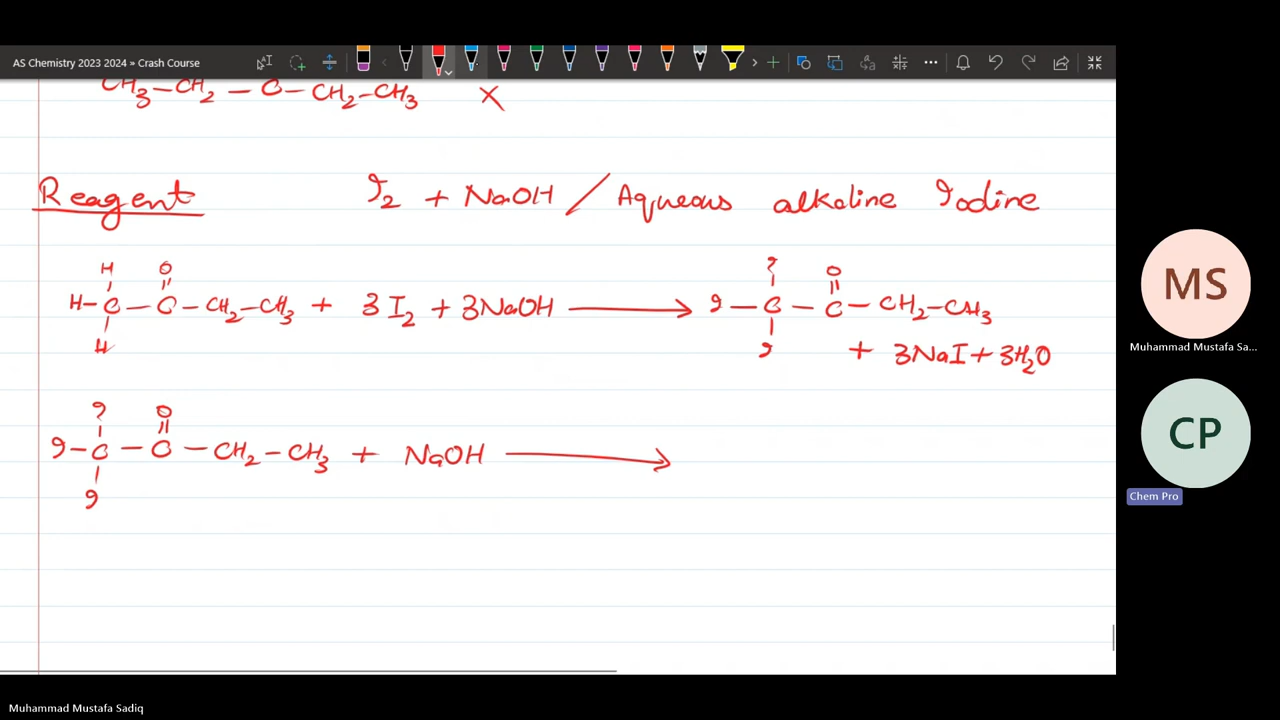 AS Chemistry 2023 2024 » Crash Course
CH3–CH2–C–CH2–CH3 X
Reagent I2 + NaOH / Aqueous alkaline Iodine
H O
H–C–C–CH2–CH3 + 3I2 + 3NaOH ⟶ I–C–C–CH2–CH3
H I O
I + 3NaI + 3H2O
I O
I–C–C–CH2–CH3 + NaOH ⟶
I
MS
Muhammad Mustafa Sa...
CP
Chem Pro
Muhammad Mustafa Sadiq